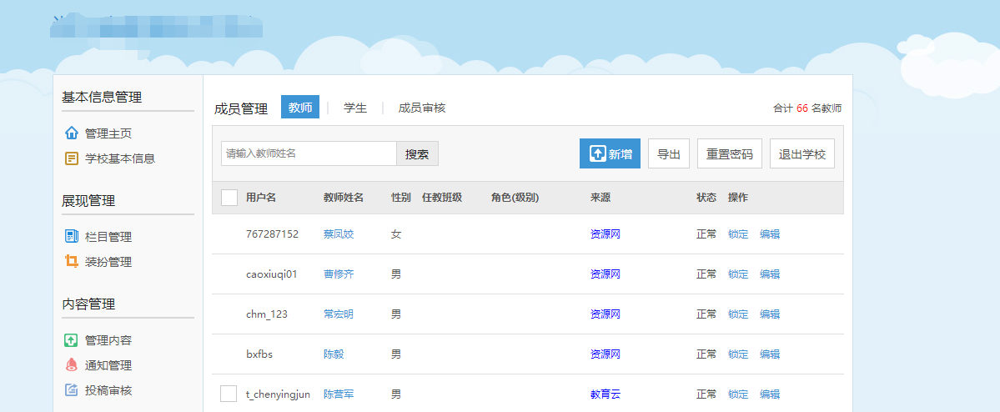 基本信息管理
管理主页
学校基本信息
展现管理
栏目管理
装扮管理
内容管理
管理内容
通知管理
投稿审核
成员管理 教师 学生 成员审核 合计 66 名教师
请输入教师姓名 搜索 新增 导出 重置密码 退出学校
用户名 教师姓名 性别 任教班级 角色(级别) 来源 状态 操作
767287152 蔡凤姣 女 资源网 正常 锁定 编辑
caoxiuqi01 曹修齐 男 资源网 正常 锁定 编辑
chm_123 常宏明 男 资源网 正常 锁定 编辑
bxfbs 陈毅 男 资源网 正常 锁定 编辑
t_chenyingjun 陈营军 男 教育云 正常 锁定 编辑